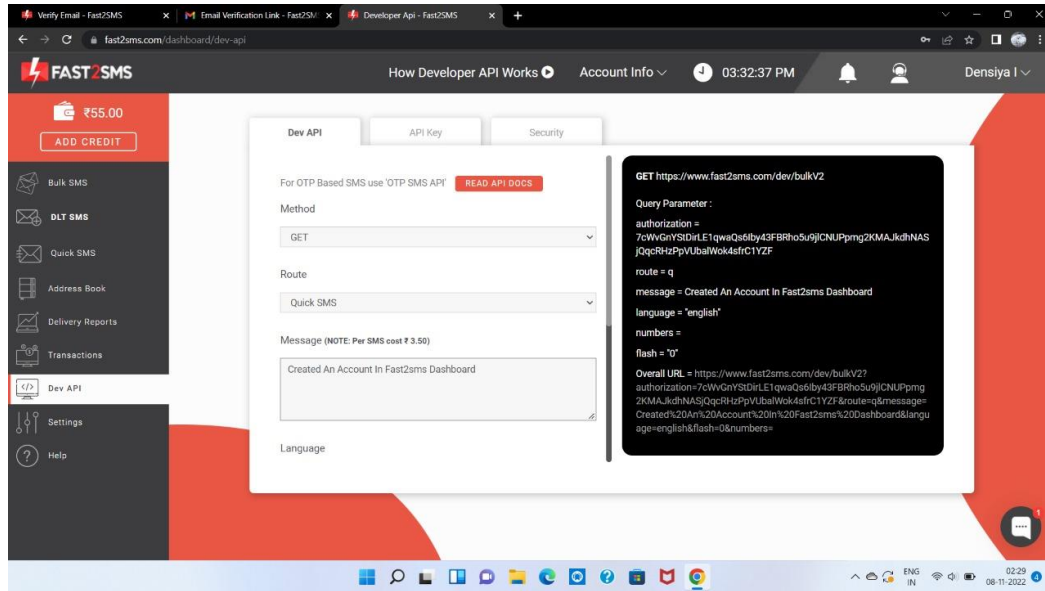 Verify Email - Fast2SMS
Email Verification Link - Fast2SM
Developer Api - Fast2SMS
fast2sms.com/dashboard/dev-api
FAST2SMS
How Developer API Works
Account Info
03:32:37 PM
Densiya I
₹55.00
ADD CREDIT
Bulk SMS
DLT SMS
Quick SMS
Address Book
Delivery Reports
Transactions
Dev API
Settings
Help
Dev API
API Key
Security
For OTP Based SMS use 'OTP SMS API' READ API DOCS
Method
GET
Route
Quick SMS
Message (NOTE: Per SMS cost ₹ 3.50)
Created An Account In Fast2sms Dashboard
Language
GET https://www.fast2sms.com/dev/bulkV2
Query Parameter :
authorization =
7cWvGnYStDirLE1qwaQs6Iby43FBRho5u9jlCNUPpmg2KMAJkdhNAS
jQqcRHzPpVUbalWok4sfrC1YZF
route = q
message = Created An Account In Fast2sms Dashboard
language = "english"
numbers =
flash = "0"
Overall URL = https://www.fast2sms.com/dev/bulkV2?
authorization=7cWvGnYStDirLE1qwaQs6Iby43FBRho5u9jlCNUPpmg
2KMAJkdhNASjQqcRHzPpVUbalWok4sfrC1YZF&route=q&message=
Created%20An%20Account%20In%20Fast2sms%20Dashboard&langu
age=english&flash=0&numbers=
1
ENG
IN
02:29
08-11-2022
4